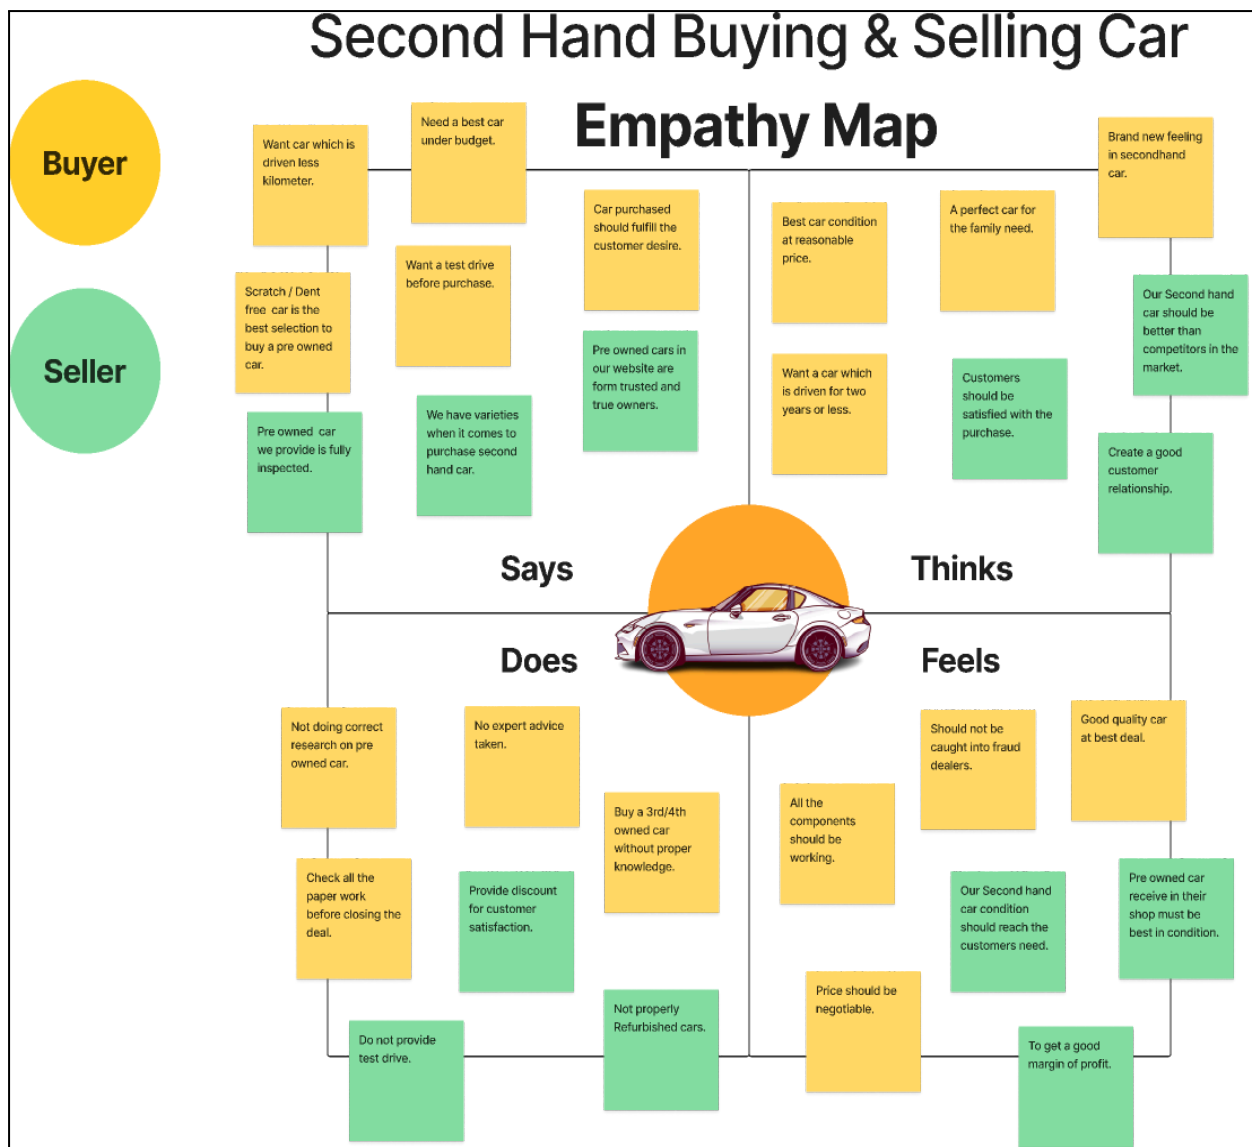 Second Hand Buying & Selling Car
Empathy Map
Buyer
Seller
Want car which is
driven less
kilometer.
Need a best car
under budget.
Car purchased
should fulfill the
customer desire.
Scratch / Dent
free car is the
best selection to
buy a pre owned
car.
Want a test drive
before purchase.
Pre owned cars in
our website are
form trusted and
true owners.
Pre owned car
we provide is fully
inspected.
We have varieties
when it comes to
purchase second
hand car.
Says
Best car condition
at reasonable
price.
A perfect car for
the family need.
Brand new feeling
in secondhand
car.
Want a car which
is driven for two
years or less.
Customers
should be
satisfied with the
purchase.
Our Second hand
car should be
better than
competitors in the
market.
Create a good
customer
relationship.
Thinks
Does
Not doing correct
research on pre
owned car.
No expert advice
taken.
Buy a 3rd/4th
owned car
without proper
knowledge.
Check all the
paper work
before closing the
deal.
Provide discount
for customer
satisfaction.
Not properly
Refurbished cars.
Do not provide
test drive.
Feels
Should not be
caught into fraud
dealers.
Good quality car
at best deal.
All the
components
should be
working.
Our Second hand
car condition
should reach the
customers need.
Pre owned car
receive in their
shop must be
best in condition.
Price should be
negotiable.
To get a good
margin of profit.